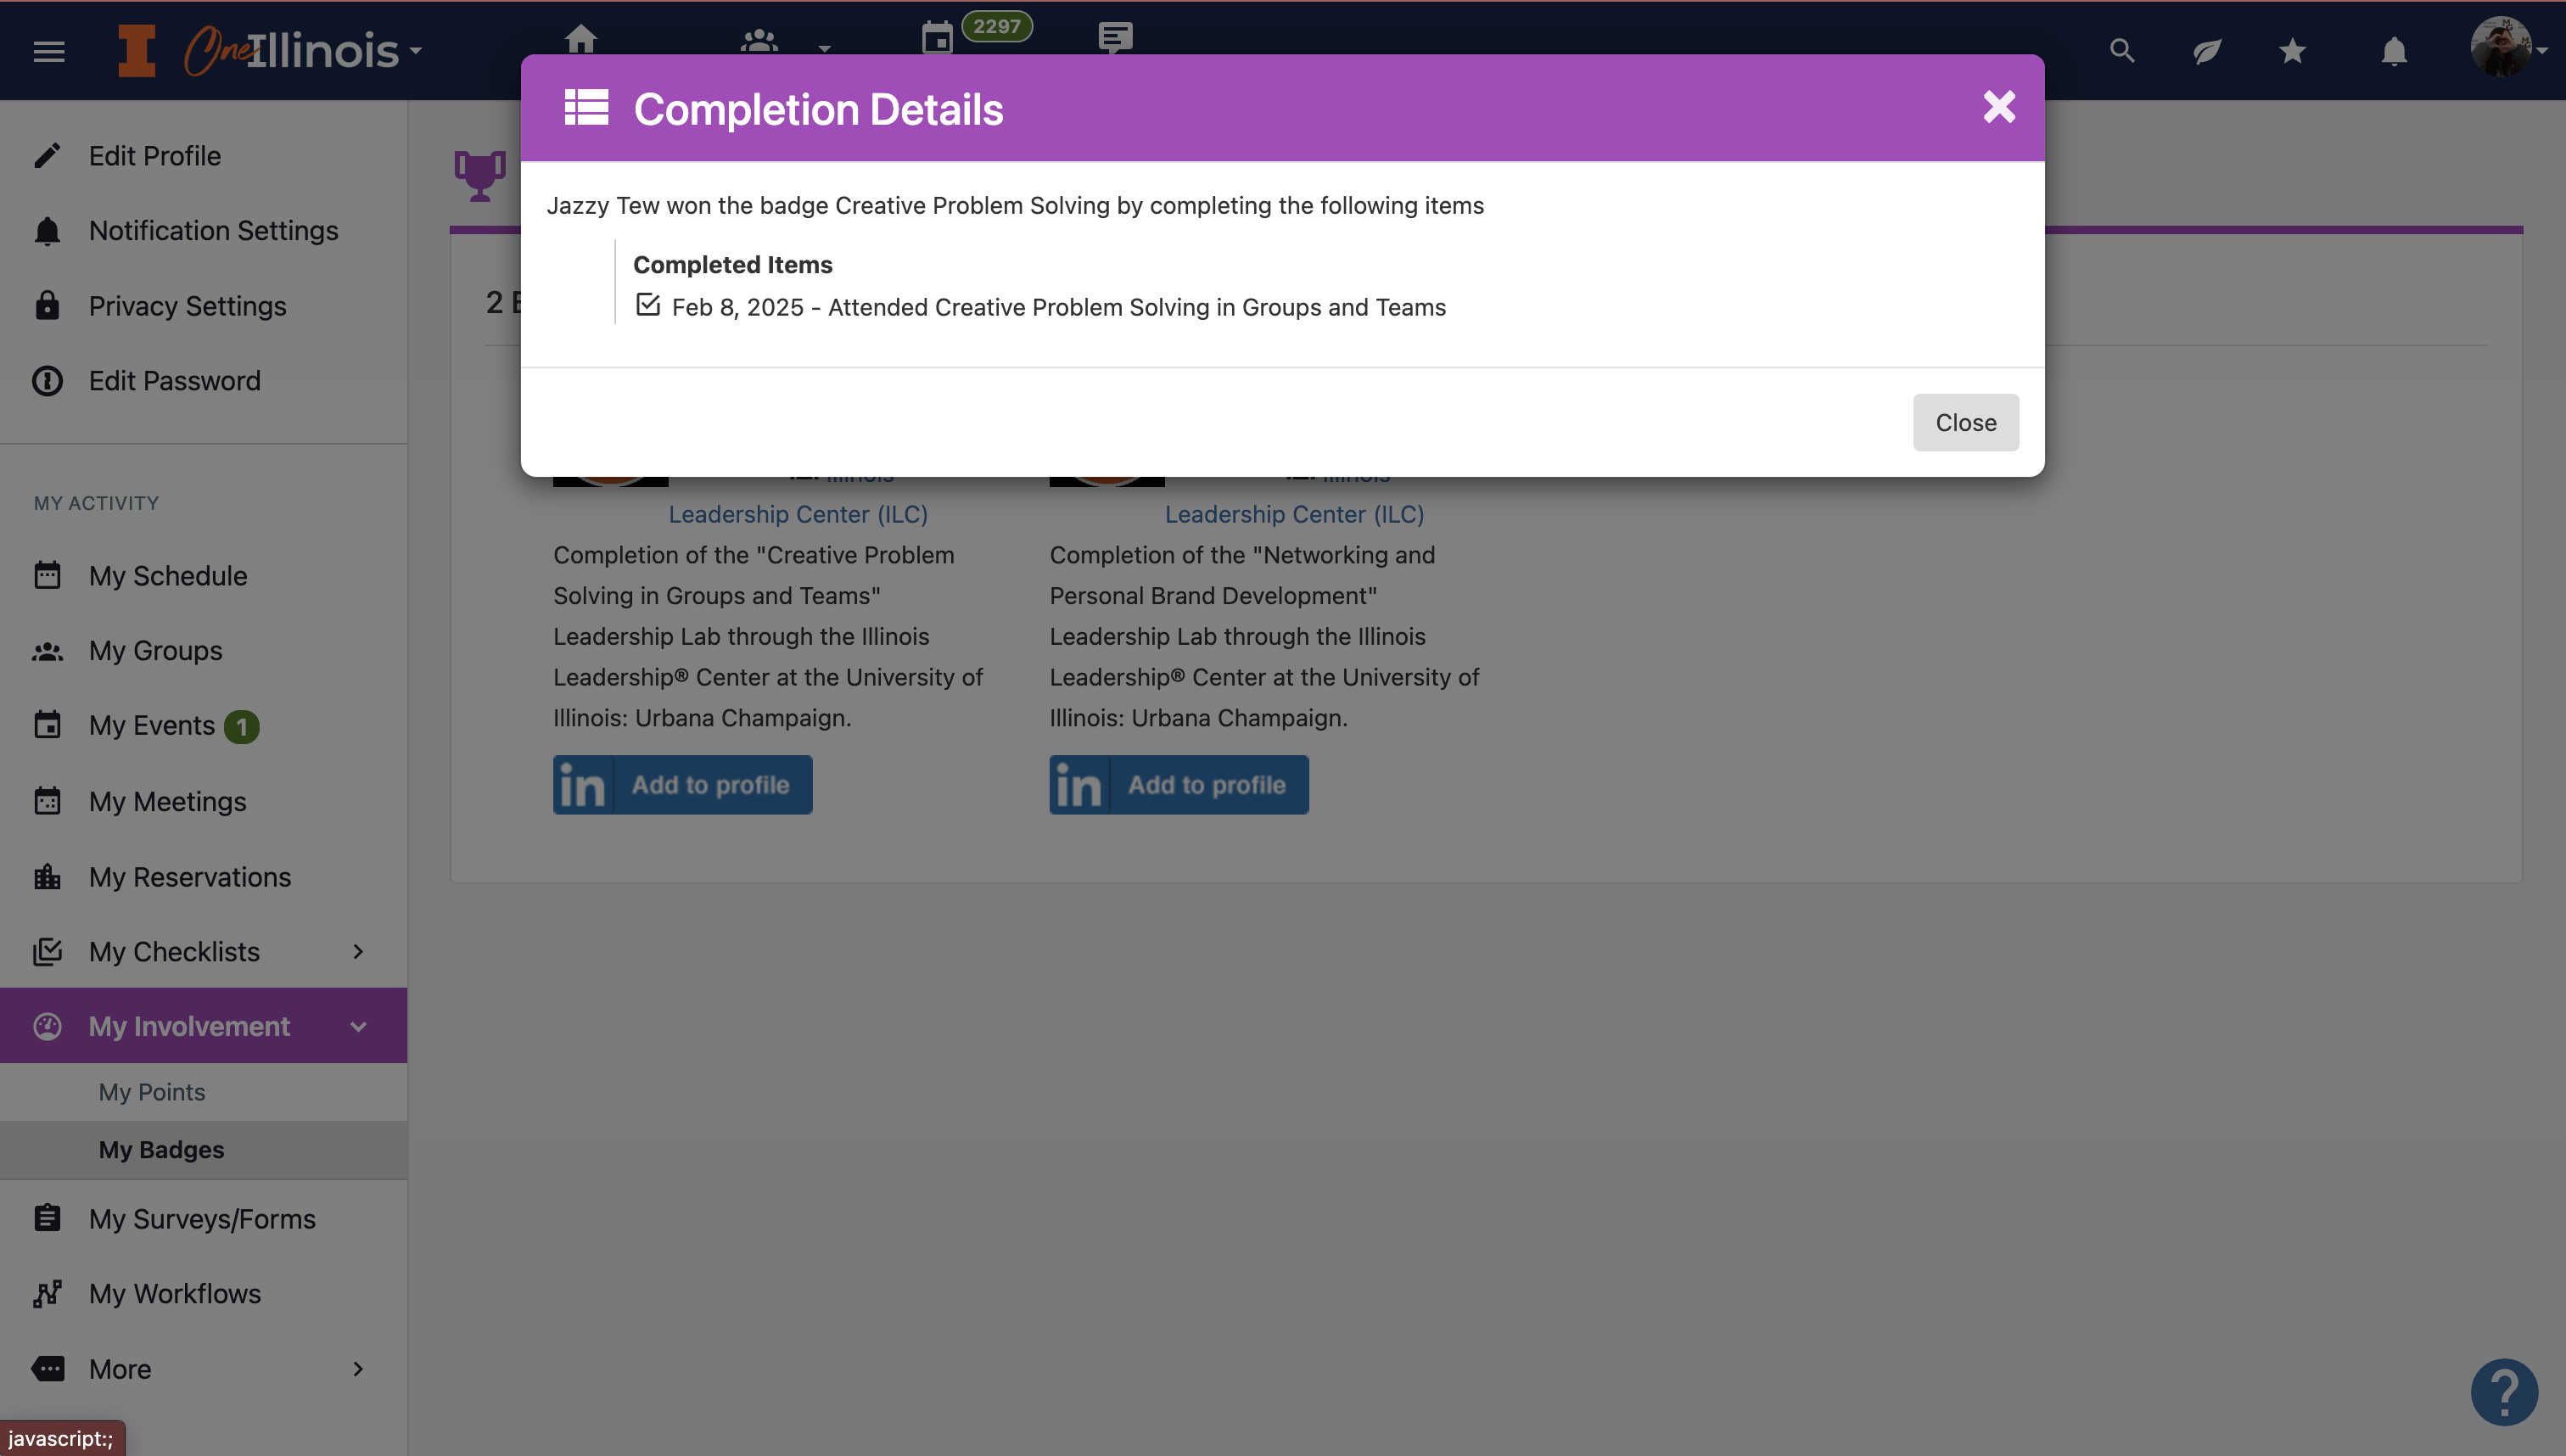 OneIllinois
2297
Completion Details
Jazzy Tew won the badge Creative Problem Solving by completing the following items
Completed Items
Feb 8, 2025 - Attended Creative Problem Solving in Groups and Teams
Close
Edit Profile
Notification Settings
Privacy Settings
Edit Password
MY ACTIVITY
My Schedule
My Groups
My Events 1
My Meetings
My Reservations
My Checklists
My Involvement
My Points
My Badges
My Surveys/Forms
My Workflows
More
javascript:;
2
Illinois
Leadership Center (ILC)
Completion of the "Creative Problem
Solving in Groups and Teams"
Leadership Lab through the Illinois
Leadership® Center at the University of
Illinois: Urbana Champaign.
in Add to profile
Illinois
Leadership Center (ILC)
Completion of the "Networking and
Personal Brand Development"
Leadership Lab through the Illinois
Leadership® Center at the University of
Illinois: Urbana Champaign.
in Add to profile
?